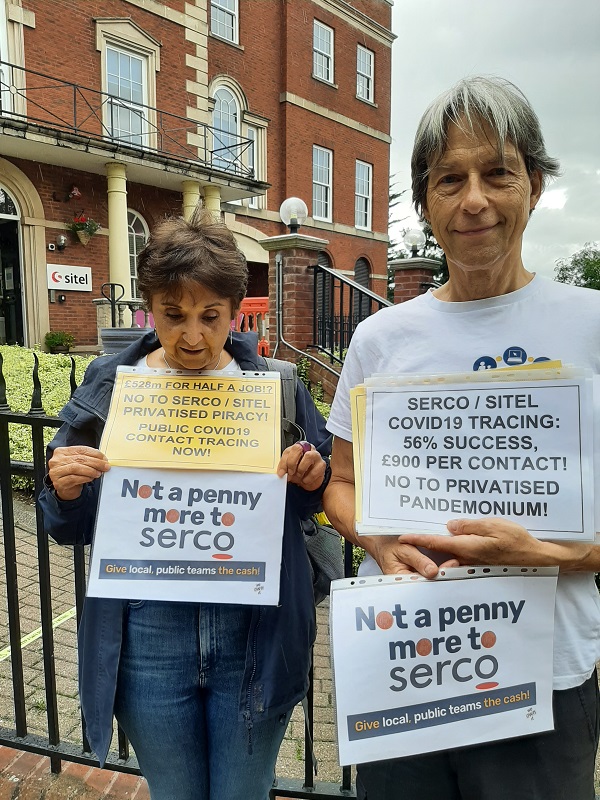 sitel
£528m FOR HALF A JOB!?
NO TO SERCO / SITEL
PRIVATISED PIRACY!
PUBLIC COVID19
CONTACT TRACING
NOW!
Not a penny
more to
serco
Give local, public teams the cash!
SERCO / SITEL
COVID19 TRACING:
56% SUCCESS,
£900 PER CONTACT!
NO TO PRIVATISED
PANDEMONIUM!
Not a penny
more to
serco
Give local, public teams the cash!